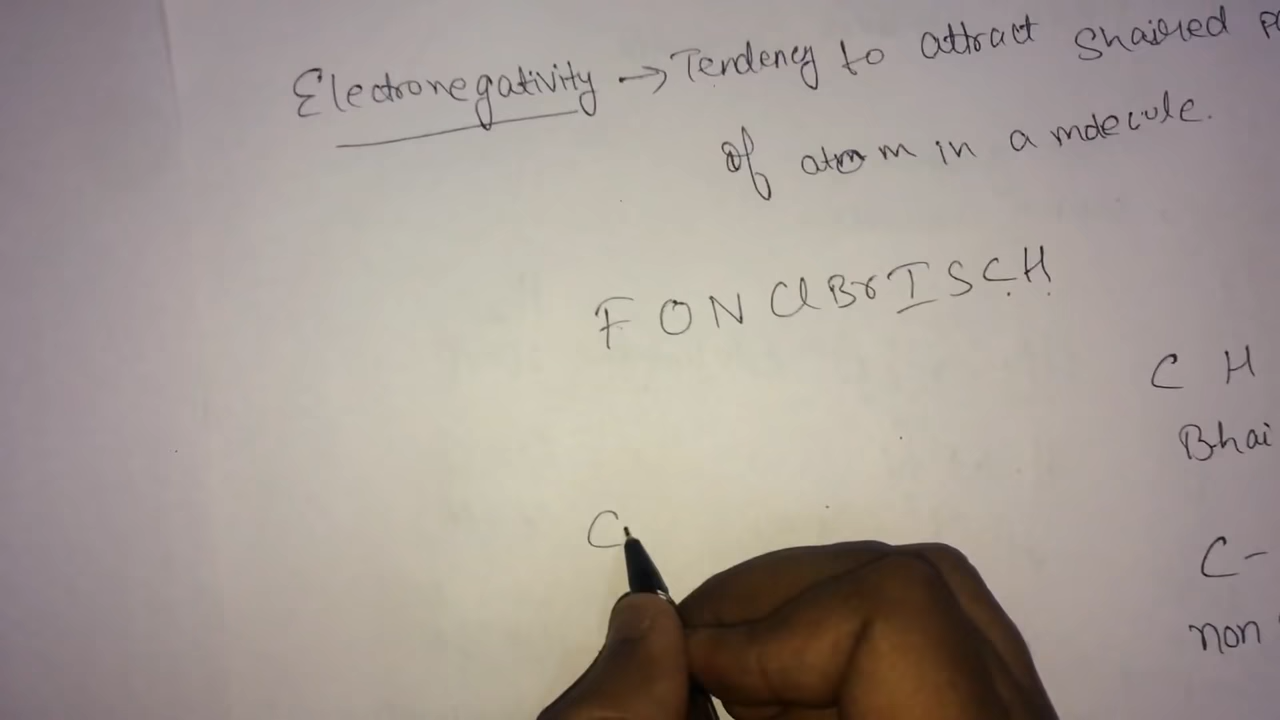 Electronegativity → Tendency to attract Shaired
of atom in a molecule.
F O N Cl Br I S C H
C H
Bhai
C -
non
C